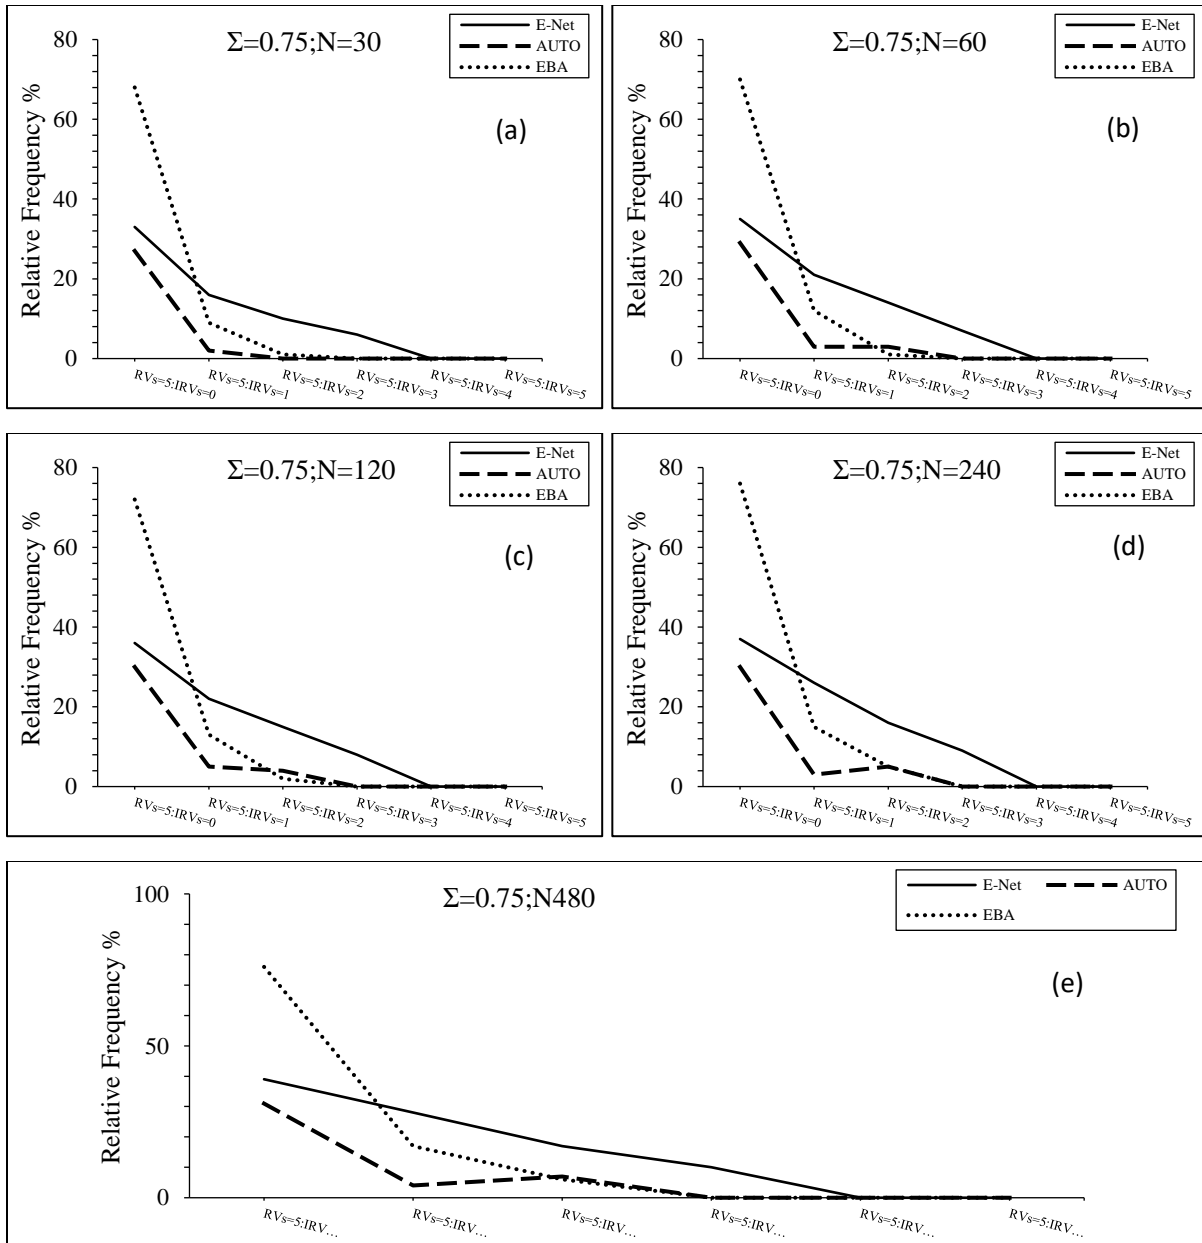 Σ=0.75;N=30
E-Net
AUTO
EBA
(a)
Relative Frequency %
80
60
40
20
0
RVs=5:IRVs=0
RVs=5:IRVs=1
RVs=5:IRVs=2
RVs=5:IRVs=3
RVs=5:IRVs=4
RVs=5:IRVs=5
Σ=0.75;N=60
E-Net
AUTO
EBA
(b)
Relative Frequency %
80
60
40
20
0
RVs=5:IRVs=0
RVs=5:IRVs=1
RVs=5:IRVs=2
RVs=5:IRVs=3
RVs=5:IRVs=4
RVs=5:IRVs=5
Σ=0.75;N=120
E-Net
AUTO
EBA
(c)
Relative Frequency %
80
60
40
20
0
RVs=5:IRVs=0
RVs=5:IRVs=1
RVs=5:IRVs=2
RVs=5:IRVs=3
RVs=5:IRVs=4
RVs=5:IRVs=5
Σ=0.75;N=240
E-Net
AUTO
EBA
(d)
Relative Frequency %
80
60
40
20
0
RVs=5:IRVs=0
RVs=5:IRVs=1
RVs=5:IRVs=2
RVs=5:IRVs=3
RVs=5:IRVs=4
RVs=5:IRVs=5
Σ=0.75;N480
E-Net AUTO
EBA
(e)
Relative Frequency %
100
50
0
RVs=5:IRV…
RVs=5:IRV…
RVs=5:IRV…
RVs=5:IRV…
RVs=5:IRV…
RVs=5:IRV…